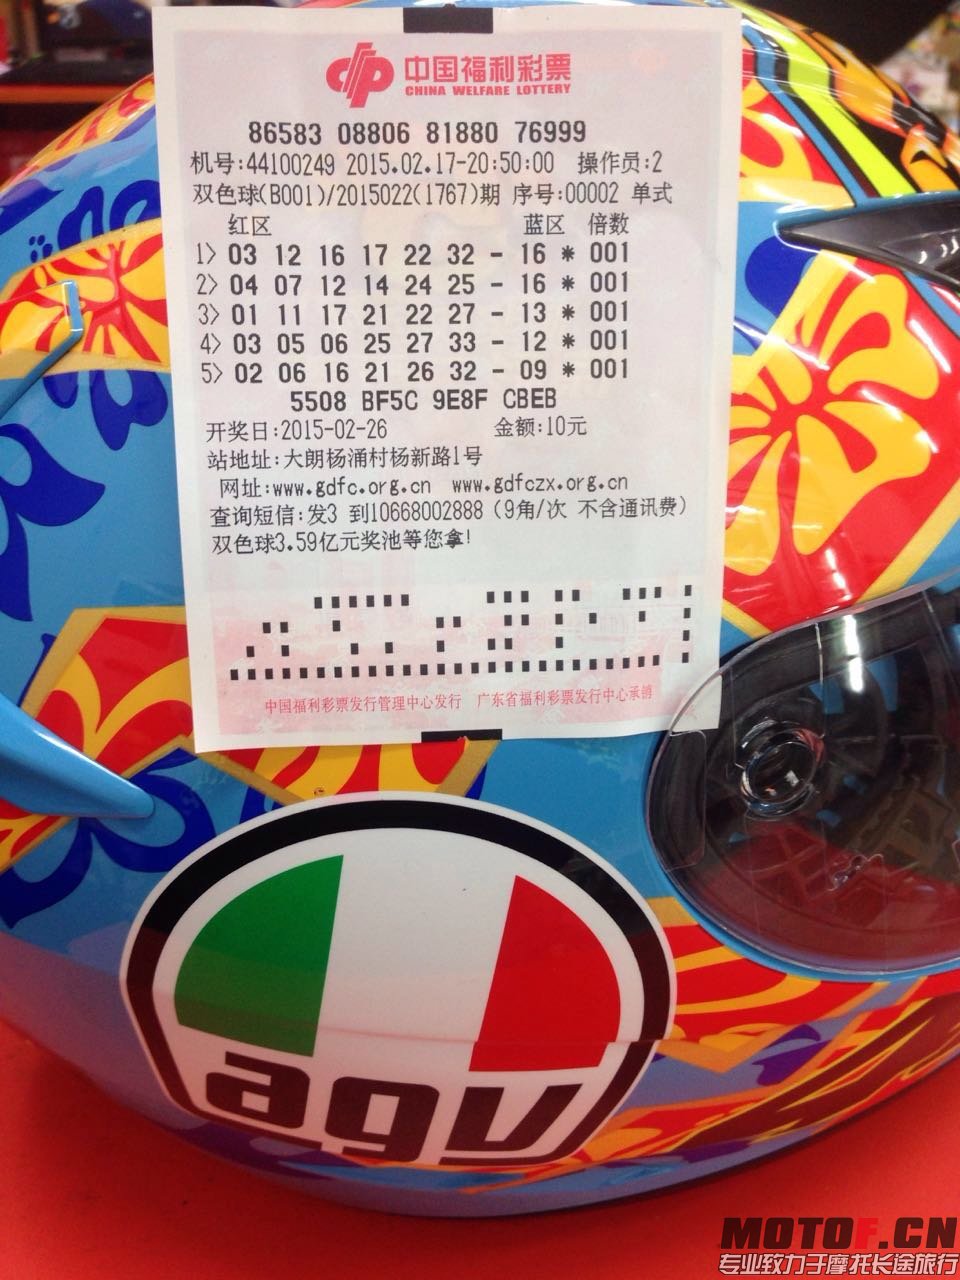 中国福利彩票
CHINA WELFARE LOTTERY
86583 08806 81880 76999
机号:44100249 2015.02.17-20:50:00 操作员:2
双色球(B001)/2015022(1767)期 序号:00002 单式
红区 蓝区 倍数
1> 03 12 16 17 22 32 - 16 * 001
2> 04 07 12 14 24 25 - 16 * 001
3> 01 11 17 21 22 27 - 13 * 001
4> 03 05 06 25 27 33 - 12 * 001
5> 02 06 16 21 26 32 - 09 * 001
5508 BF5C 9E8F CBEB
开奖日:2015-02-26 金额:10元
站地址:大朗杨涌村杨新路1号
网址:www.gdfc.org.cn www.gdfczx.org.cn
查询短信:发3 到10668002888 (9角/次 不含通讯费)
双色球3.59亿元奖池等您拿!
中国福利彩票发行管理中心发行 广东省福利彩票发行中心承销
agv
MOTOF.CN
专业致力于摩托长途旅行